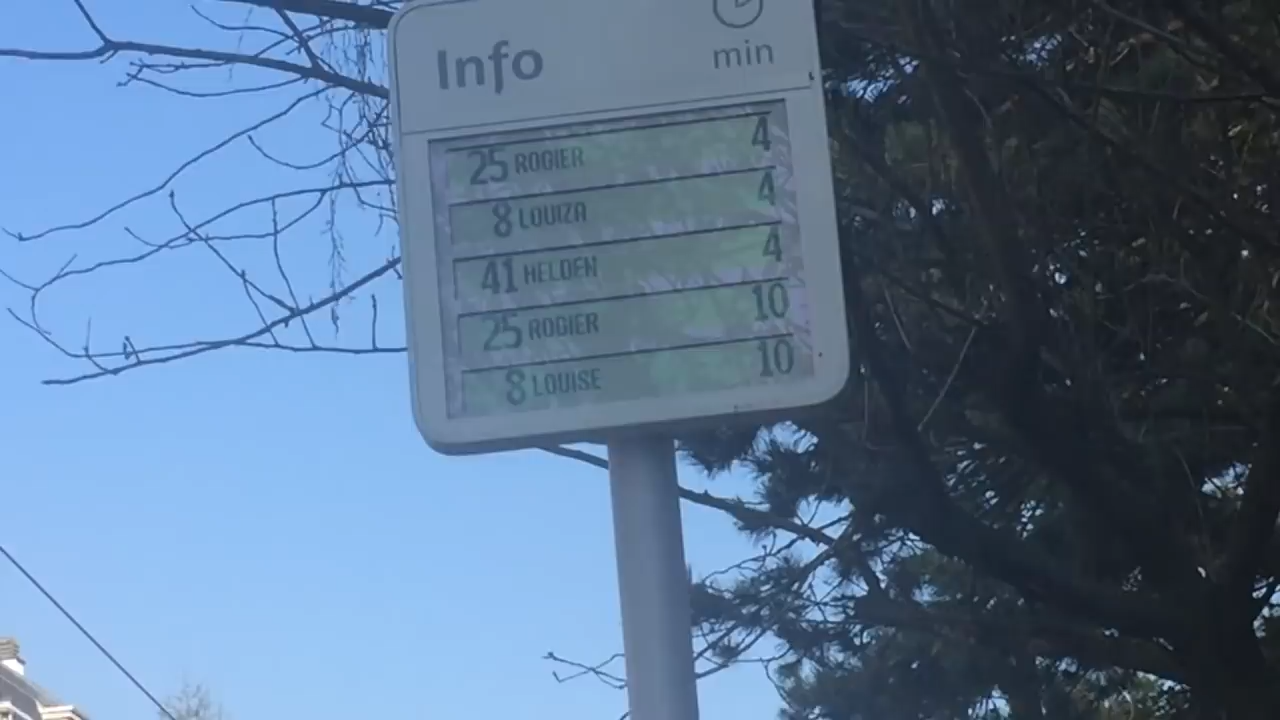 Info min
25 ROGIER 4
8 LOUIZA 4
41 HELDEN 4
25 ROGIER 10
8 LOUISE 10